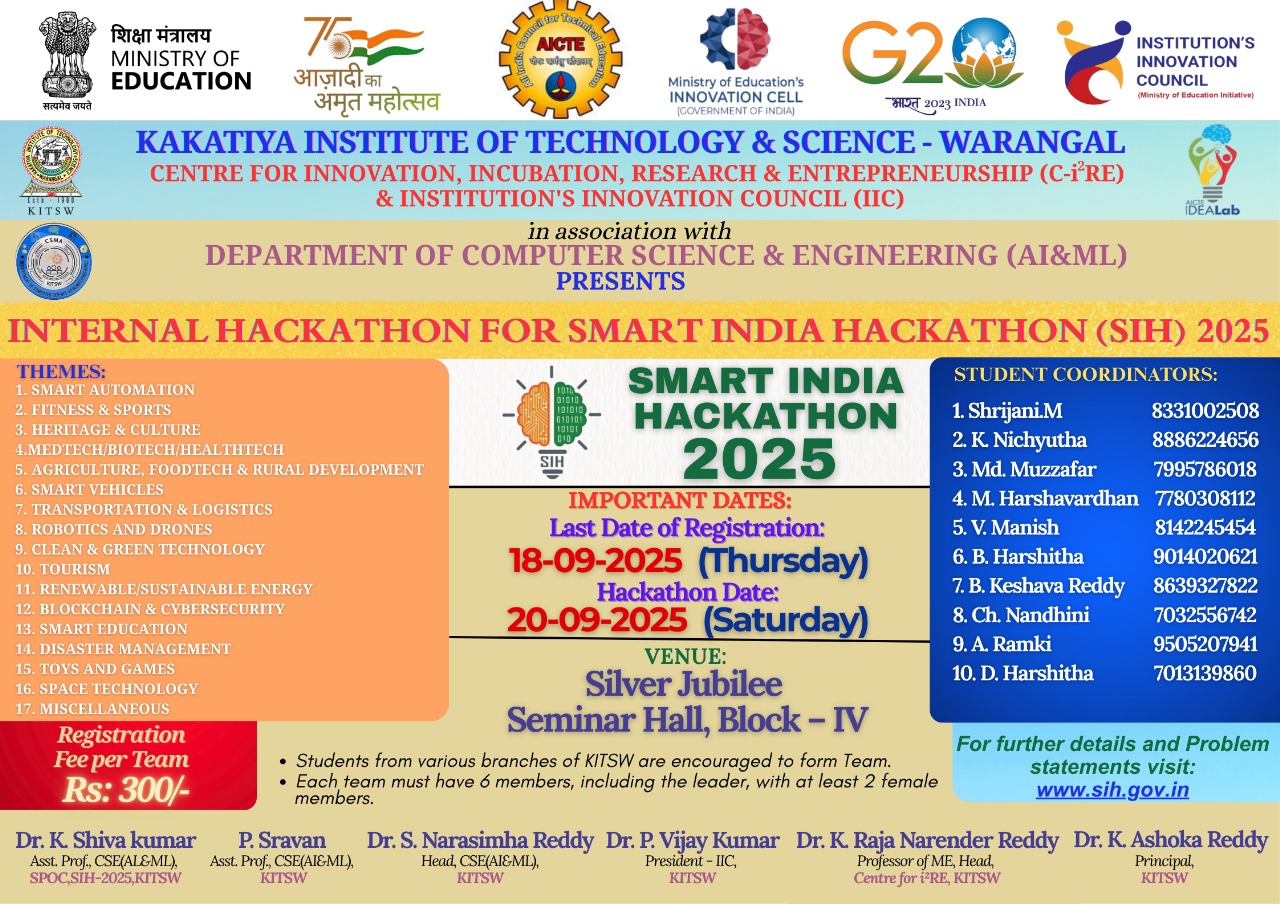 शिक्षा मंत्रालय
MINISTRY OF
EDUCATION
सत्यमेव जयते
75
आज़ादी का
अमृत महोत्सव
All India Council for Technical Education
AICTE
Ministry of Education's
INNOVATION CELL
(GOVERNMENT OF INDIA)
G20
भारत 2023 INDIA
INSTITUTION'S
INNOVATION
COUNCIL
(Ministry of Education Initiative)
KAKATIYA INSTITUTE OF TECHNOLOGY & SCIENCE - WARANGAL
CENTRE FOR INNOVATION, INCUBATION, RESEARCH & ENTREPRENEURSHIP (C-i²RE)
& INSTITUTION'S INNOVATION COUNCIL (IIC)
Estd - 1980
KITSW
AICTE
IDEALab
in association with
DEPARTMENT OF COMPUTER SCIENCE & ENGINEERING (AI&ML)
PRESENTS
CSMA
KITSW
INTERNAL HACKATHON FOR SMART INDIA HACKATHON (SIH) 2025
THEMES:
1. SMART AUTOMATION
2. FITNESS & SPORTS
3. HERITAGE & CULTURE
4.MEDTECH/BIOTECH/HEALTHTECH
5. AGRICULTURE, FOODTECH & RURAL DEVELOPMENT
6. SMART VEHICLES
7. TRANSPORTATION & LOGISTICS
8. ROBOTICS AND DRONES
9. CLEAN & GREEN TECHNOLOGY
10. TOURISM
11. RENEWABLE/SUSTAINABLE ENERGY
12. BLOCKCHAIN & CYBERSECURITY
13. SMART EDUCATION
14. DISASTER MANAGEMENT
15. TOYS AND GAMES
16. SPACE TECHNOLOGY
17. MISCELLANEOUS
SIH
SMART INDIA
HACKATHON
2025
IMPORTANT DATES:
Last Date of Registration:
18-09-2025 (Thursday)
Hackathon Date:
20-09-2025 (Saturday)
VENUE:
Silver Jubilee
Seminar Hall, Block – IV
STUDENT COORDINATORS:
1. Shrijani.M 8331002508
2. K. Nichyutha 8886224656
3. Md. Muzzafar 7995786018
4. M. Harshavardhan 7780308112
5. V. Manish 8142245454
6. B. Harshitha 9014020621
7. B. Keshava Reddy 8639327822
8. Ch. Nandhini 7032556742
9. A. Ramki 9505207941
10. D. Harshitha 7013139860
Registration
Fee per Team
Rs: 300/-
• Students from various branches of KITSW are encouraged to form Team.
• Each team must have 6 members, including the leader, with at least 2 female
members.
For further details and Problem
statements visit:
www.sih.gov.in
Dr. K. Shiva kumar P. Sravan Dr. S. Narasimha Reddy Dr. P. Vijay Kumar Dr. K. Raja Narender Reddy Dr. K. Ashoka Reddy
Asst. Prof., CSE(AL&ML), Asst. Prof., CSE(AI&ML), Head, CSE(AI&ML), President - IIC, Professor of ME, Head, Principal,
SPOC,SIH-2025,KITSW KITSW KITSW KITSW Centre for i²RE, KITSW KITSW